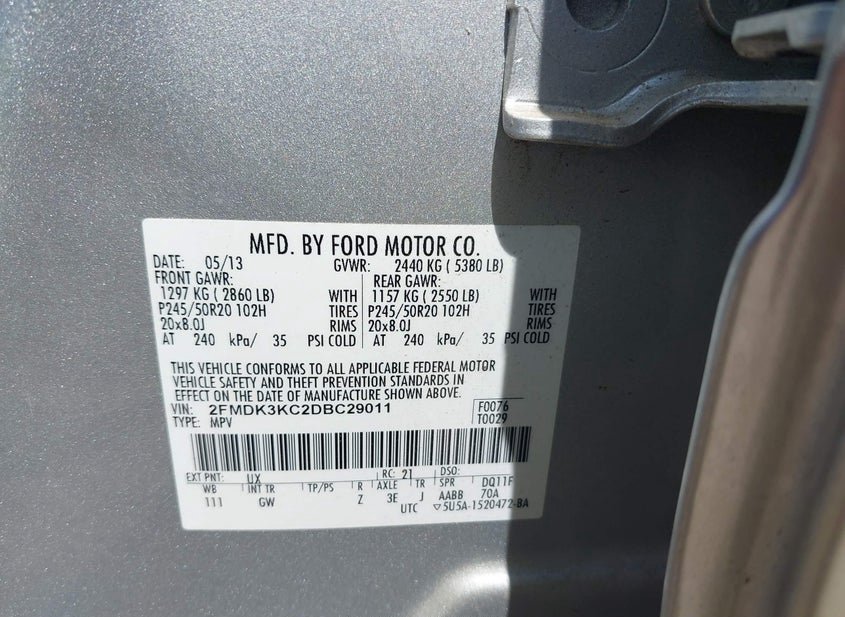 MFD. BY FORD MOTOR CO.
DATE: 05/13 GVWR: 2440 KG ( 5380 LB)
FRONT GAWR: REAR GAWR:
1297 KG ( 2860 LB) WITH 1157 KG ( 2550 LB) WITH
P245/50R20 102H TIRES P245/50R20 102H TIRES
20x8.0J RIMS 20x8.0J RIMS
AT 240 kPa/ 35 PSI COLD AT 240 kPa/ 35 PSI COLD
THIS VEHICLE CONFORMS TO ALL APPLICABLE FEDERAL MOTOR
VEHICLE SAFETY AND THEFT PREVENTION STANDARDS IN
EFFECT ON THE DATE OF MANUFACTURE SHOWN ABOVE.
VIN: 2FMDK3KC2DBC29011 F0076
TYPE: MPV T0029
EXT PNT: UX RC: 21 DSO:
WB INT TR TP/PS R AXLE TR SPR DQ11F
111 GW Z 3E J AABB 70A
UTC ▽5U5A-1520472-BA